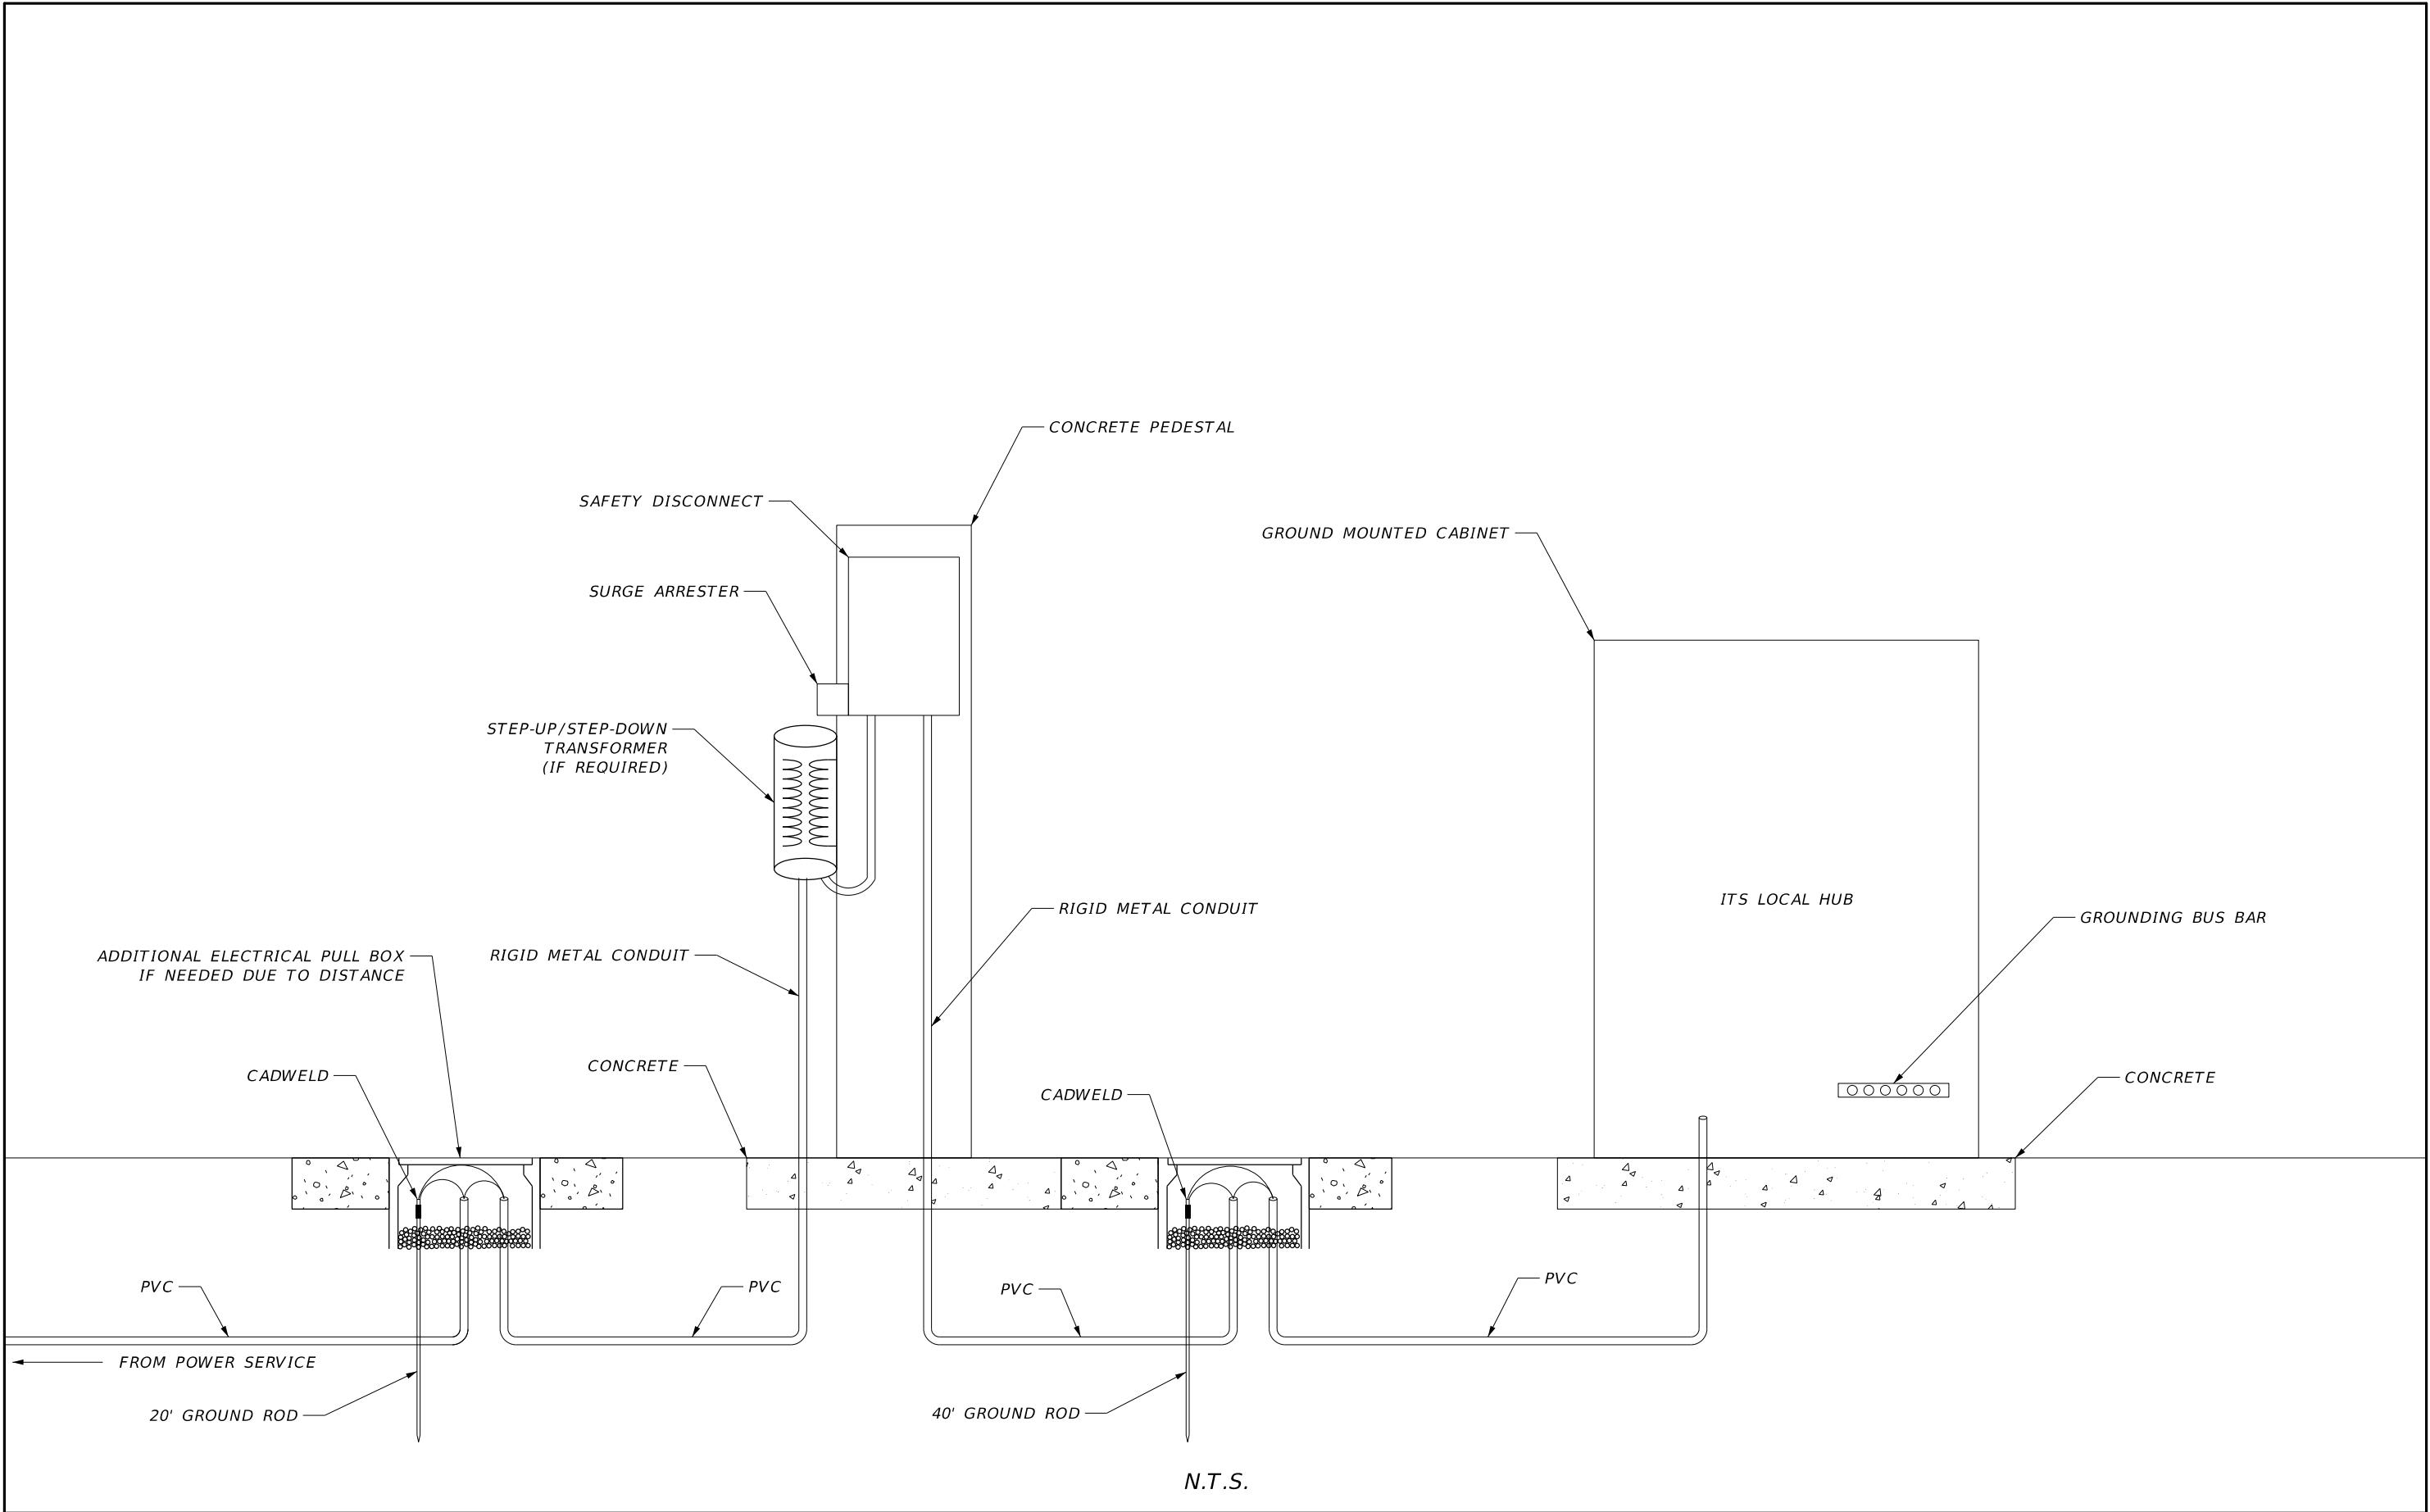 CONCRETE PEDESTAL
SAFETY DISCONNECT
GROUND MOUNTED CABINET
SURGE ARRESTER
STEP-UP/STEP-DOWN
TRANSFORMER
(IF REQUIRED)
ITS LOCAL HUB
RIGID METAL CONDUIT
GROUNDING BUS BAR
ADDITIONAL ELECTRICAL PULL BOX
IF NEEDED DUE TO DISTANCE
RIGID METAL CONDUIT
CONCRETE
CADWELD
CADWELD
CONCRETE
PVC
PVC
PVC
PVC
FROM POWER SERVICE
20' GROUND ROD
40' GROUND ROD
N.T.S.